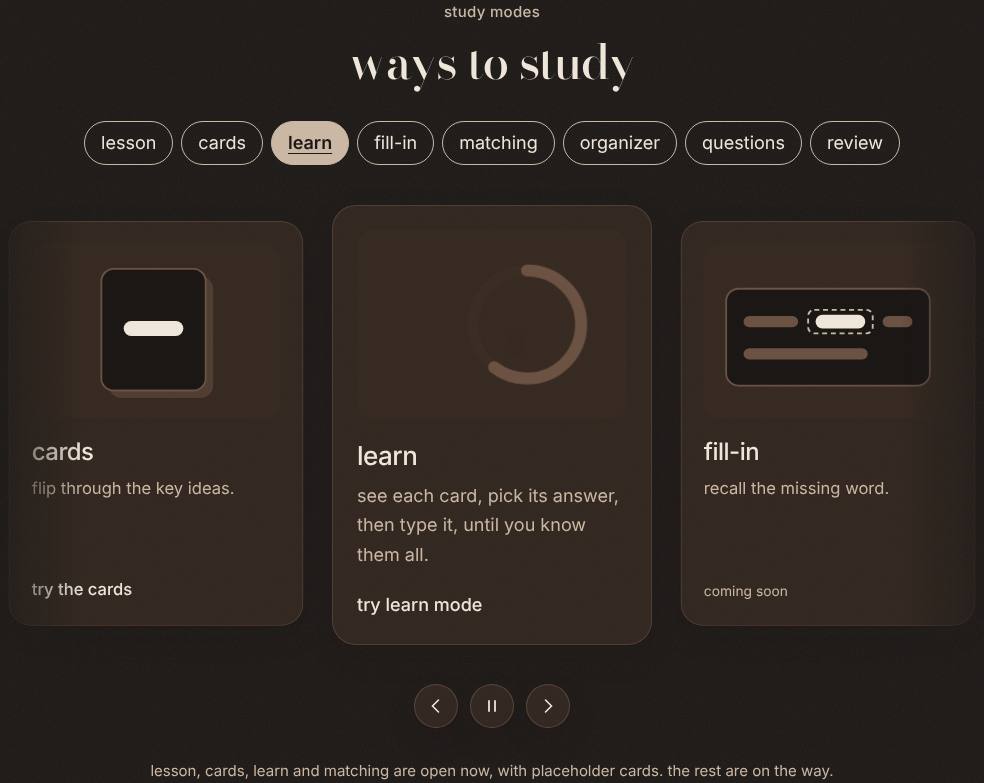 study modes
ways to study
lesson cards learn fill-in matching organizer questions review
cards
flip through the key ideas.
try the cards
learn
see each card, pick its answer,
then type it, until you know
them all.
try learn mode
fill-in
recall the missing word.
coming soon
lesson, cards, learn and matching are open now, with placeholder cards. the rest are on the way.